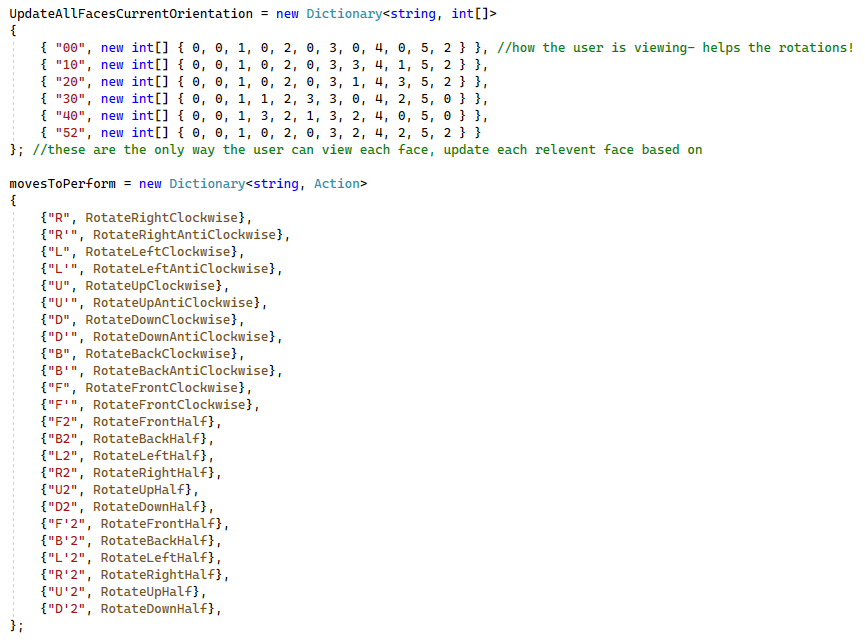 UpdateAllFacesCurrentOrientation = new Dictionary<string, int[]>
{
    { "00", new int[] { 0, 0, 1, 0, 2, 0, 3, 0, 4, 0, 5, 2 } }, //how the user is viewing- helps the rotations!
    { "10", new int[] { 0, 0, 1, 0, 2, 0, 3, 3, 4, 1, 5, 2 } },
    { "20", new int[] { 0, 0, 1, 0, 2, 0, 3, 1, 4, 3, 5, 2 } },
    { "30", new int[] { 0, 0, 1, 1, 2, 3, 3, 0, 4, 2, 5, 0 } },
    { "40", new int[] { 0, 0, 1, 3, 2, 1, 3, 2, 4, 0, 5, 0 } },
    { "52", new int[] { 0, 0, 1, 0, 2, 0, 3, 2, 4, 2, 5, 2 } }
}; //these are the only way the user can view each face, update each relevent face based on
movesToPerform = new Dictionary<string, Action>
{
    {"R", RotateRightClockwise},
    {"R'", RotateRightAntiClockwise},
    {"L", RotateLeftClockwise},
    {"L'", RotateLeftAntiClockwise},
    {"U", RotateUpClockwise},
    {"U'", RotateUpAntiClockwise},
    {"D", RotateDownClockwise},
    {"D'", RotateDownAntiClockwise},
    {"B", RotateBackClockwise},
    {"B'", RotateBackAntiClockwise},
    {"F", RotateFrontClockwise},
    {"F'", RotateFrontClockwise},
    {"F2", RotateFrontHalf},
    {"B2", RotateBackHalf},
    {"L2", RotateLeftHalf},
    {"R2", RotateRightHalf},
    {"U2", RotateUpHalf},
    {"D2", RotateDownHalf},
    {"F'2", RotateFrontHalf},
    {"B'2", RotateBackHalf},
    {"L'2", RotateLeftHalf},
    {"R'2", RotateRightHalf},
    {"U'2", RotateUpHalf},
    {"D'2", RotateDownHalf},
};